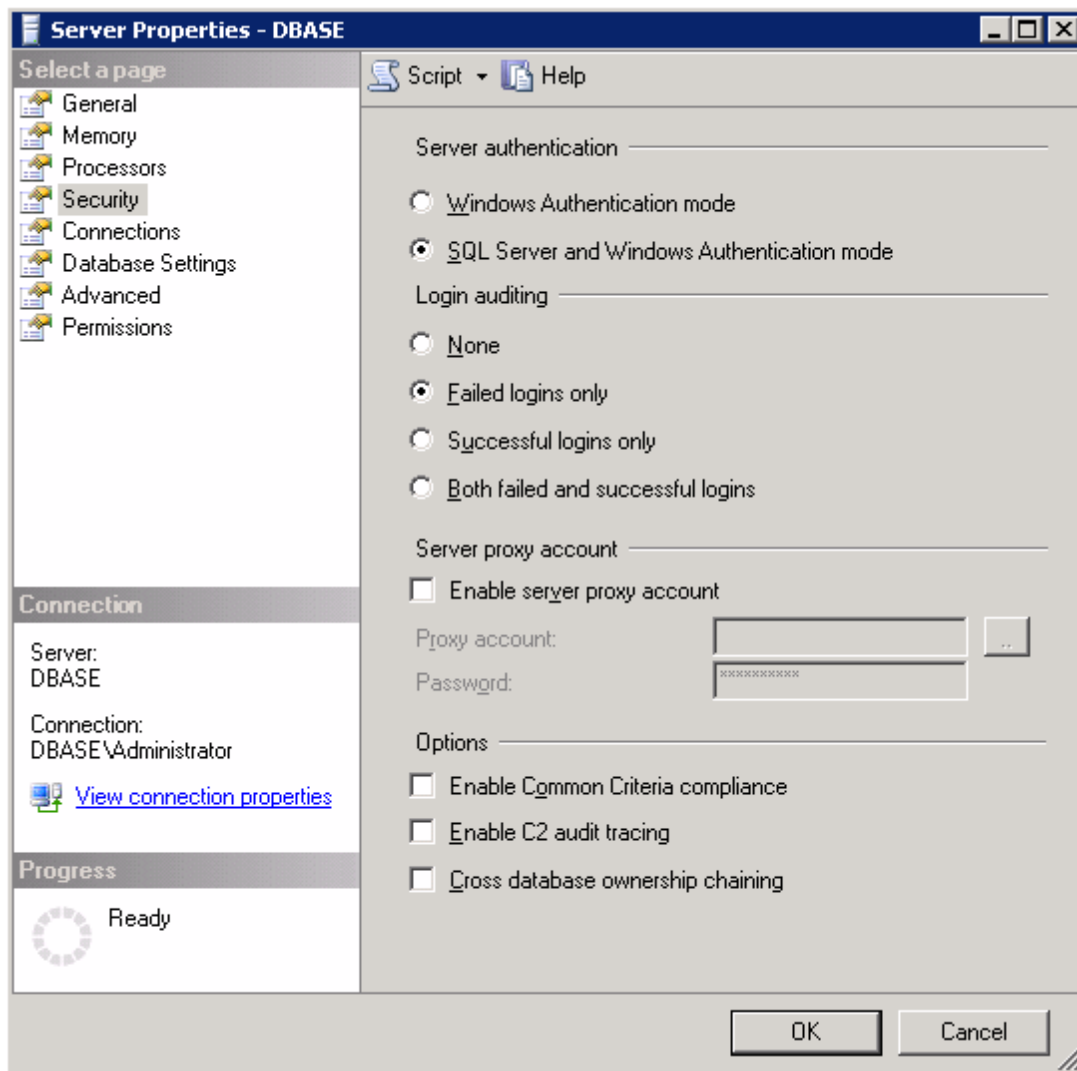 Server Properties - DBASE
Select a page
General
Memory
Processors
Security
Connections
Database Settings
Advanced
Permissions
Connection
Server:
DBASE
Connection:
DBASE\Administrator
View connection properties
Progress
Ready
Script
Help
Server authentication
Windows Authentication mode
SQL Server and Windows Authentication mode
Login auditing
None
Failed logins only
Successful logins only
Both failed and successful logins
Server proxy account
Enable server proxy account
Proxy account:
..
Password:
**********
Options
Enable Common Criteria compliance
Enable C2 audit tracing
Cross database ownership chaining
OK
Cancel